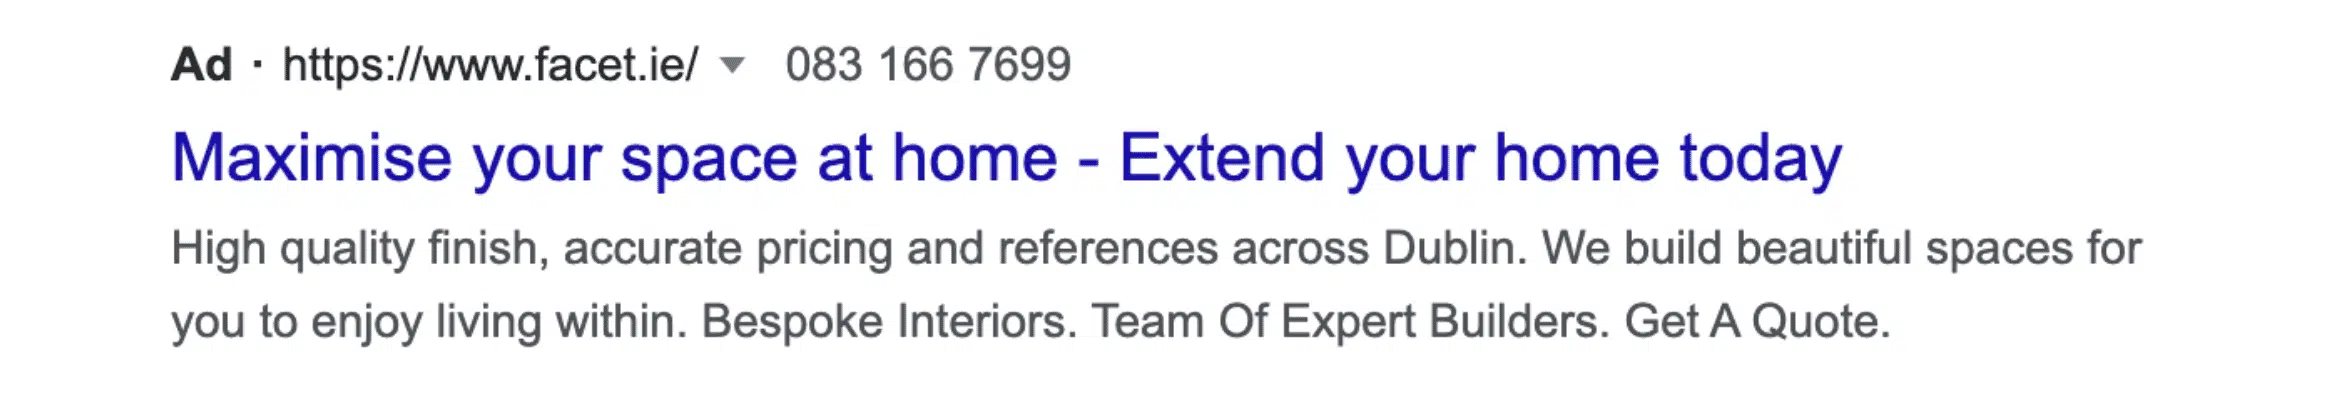 Ad · https://www.facet.ie/ ▼ 083 166 7699
Maximise your space at home - Extend your home today
High quality finish, accurate pricing and references across Dublin. We build beautiful spaces for
you to enjoy living within. Bespoke Interiors. Team Of Expert Builders. Get A Quote.